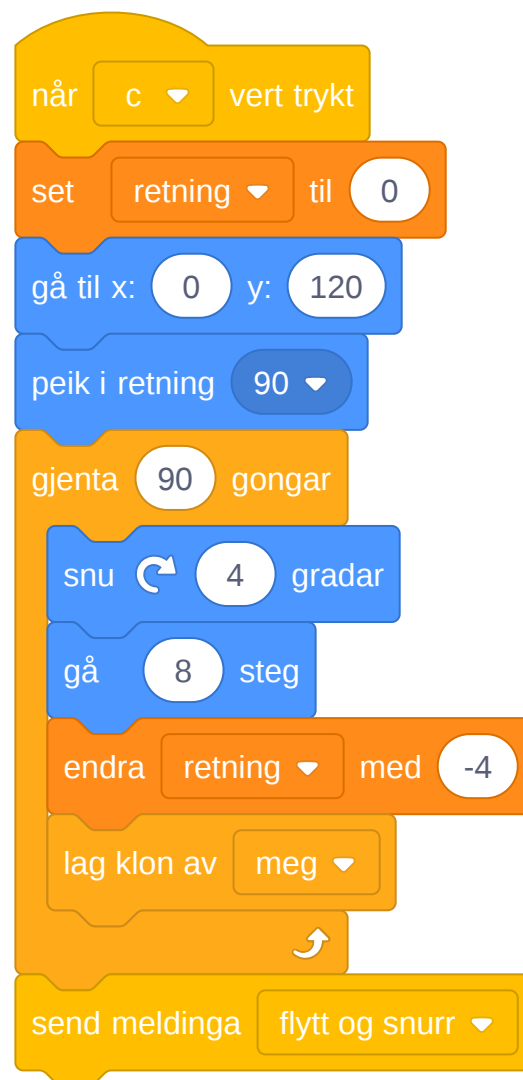 når c vert trykt
set retning til 0
gå til x: 0 y: 120
peik i retning 90
gjenta 90 gongar
snu 4 gradar
gå 8 steg
endra retning med -4
lag klon av meg
send meldinga flytt og snurr